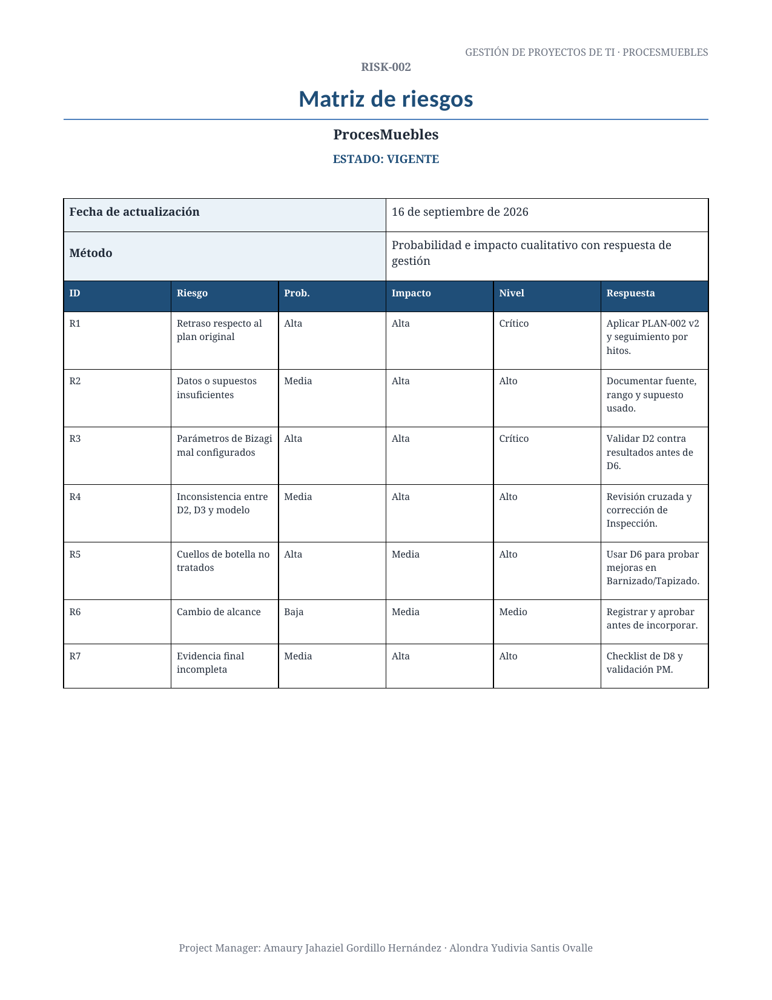 GESTIÓN DE PROYECTOS DE TI · PROCESMUEBLES
RISK-002
Matriz de riesgos
ProcesMuebles
ESTADO: VIGENTE
Fecha de actualización
16 de septiembre de 2026
Método
Probabilidad e impacto cualitativo con respuesta de
gestión
ID
Riesgo
Prob.
Impacto
Nivel
Respuesta
R1
Retraso respecto al
plan original
Alta
Alta
Crítico
Aplicar PLAN-002 v2
y seguimiento por
hitos.
R2
Datos o supuestos
insuficientes
Media
Alta
Alto
Documentar fuente,
rango y supuesto
usado.
R3
Parámetros de Bizagi
mal configurados
Alta
Alta
Crítico
Validar D2 contra
resultados antes de
D6.
R4
Inconsistencia entre
D2, D3 y modelo
Media
Alta
Alto
Revisión cruzada y
corrección de
Inspección.
R5
Cuellos de botella no
tratados
Alta
Media
Alto
Usar D6 para probar
mejoras en
Barnizado/Tapizado.
R6
Cambio de alcance
Baja
Media
Medio
Registrar y aprobar
antes de incorporar.
R7
Evidencia final
incompleta
Media
Alta
Alto
Checklist de D8 y
validación PM.
Project Manager: Amaury Jahaziel Gordillo Hernández · Alondra Yudivia Santis Ovalle